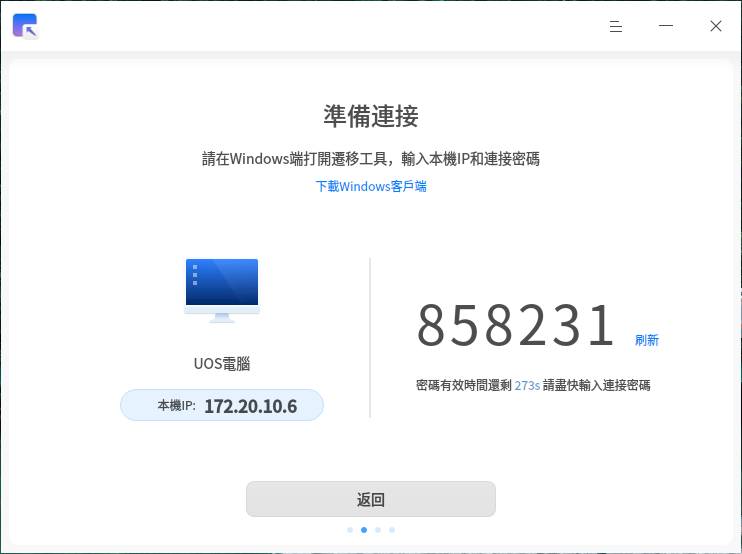 準備連接
請在Windows端打開遷移工具，輸入本機IP和連接密碼
下載Windows客戶端
858231 刷新
密碼有效時間還剩 273s 請盡快輸入連接密碼
UOS電腦
本機IP: 172.20.10.6
返回